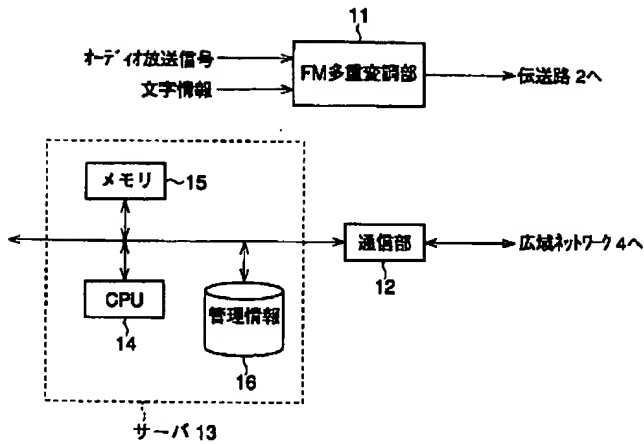 11
オーディオ放送信号
文字情報
FM多重変調部
伝送路 2へ
メモリ
15
通信部
12
広域ネットワーク 4へ
CPU
14
管理情報
16
サーバ 13